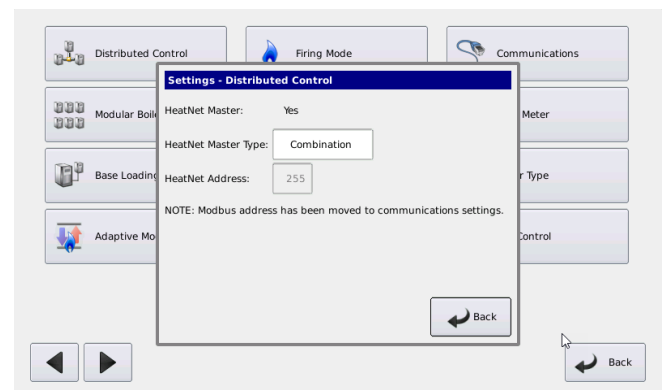 Distributed Control
Firing Mode
Communications
Settings - Distributed Control
HeatNet Master: Yes
Modular Boil
Meter
HeatNet Master Type: Combination
Base Loading
HeatNet Address: 255
Type
NOTE: Modbus address has been moved to communications settings.
Adaptive Mo
Control
Back
Back